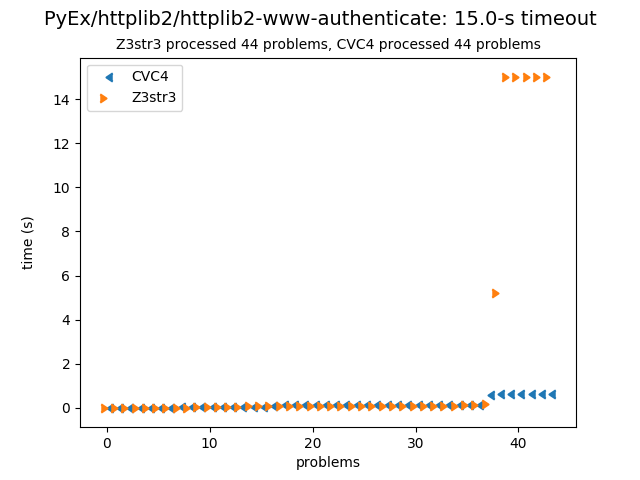 PyEx/httplib2/httplib2-www-authenticate: 15.0-s timeout
Z3str3 processed 44 problems, CVC4 processed 44 problems
CVC4
Z3str3
14
12
10
8
6
4
2
0
time (s)
0 10 20 30 40
problems